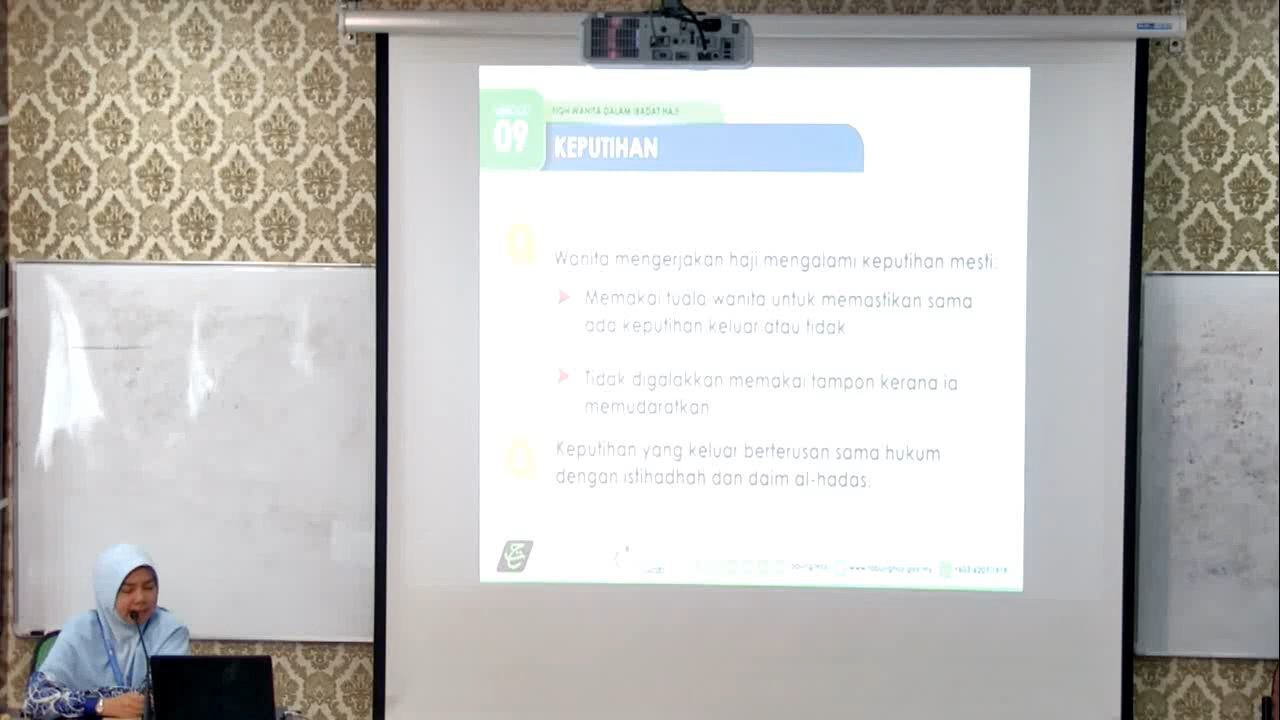 09
FIQH WANITA DALAM IBADAT HAJI
KEPUTIHAN
Wanita mengerjakan haji mengalami keputihan mesti:
Memakai tuala wanita untuk memastikan sama
ada keputihan keluar atau tidak
Tidak digalakkan memakai tampon kerana ia
memudaratkan
Keputihan yang keluar berterusan sama hukum
dengan istihadhah dan daim al-hadas.
www.tabunghaji.gov.my